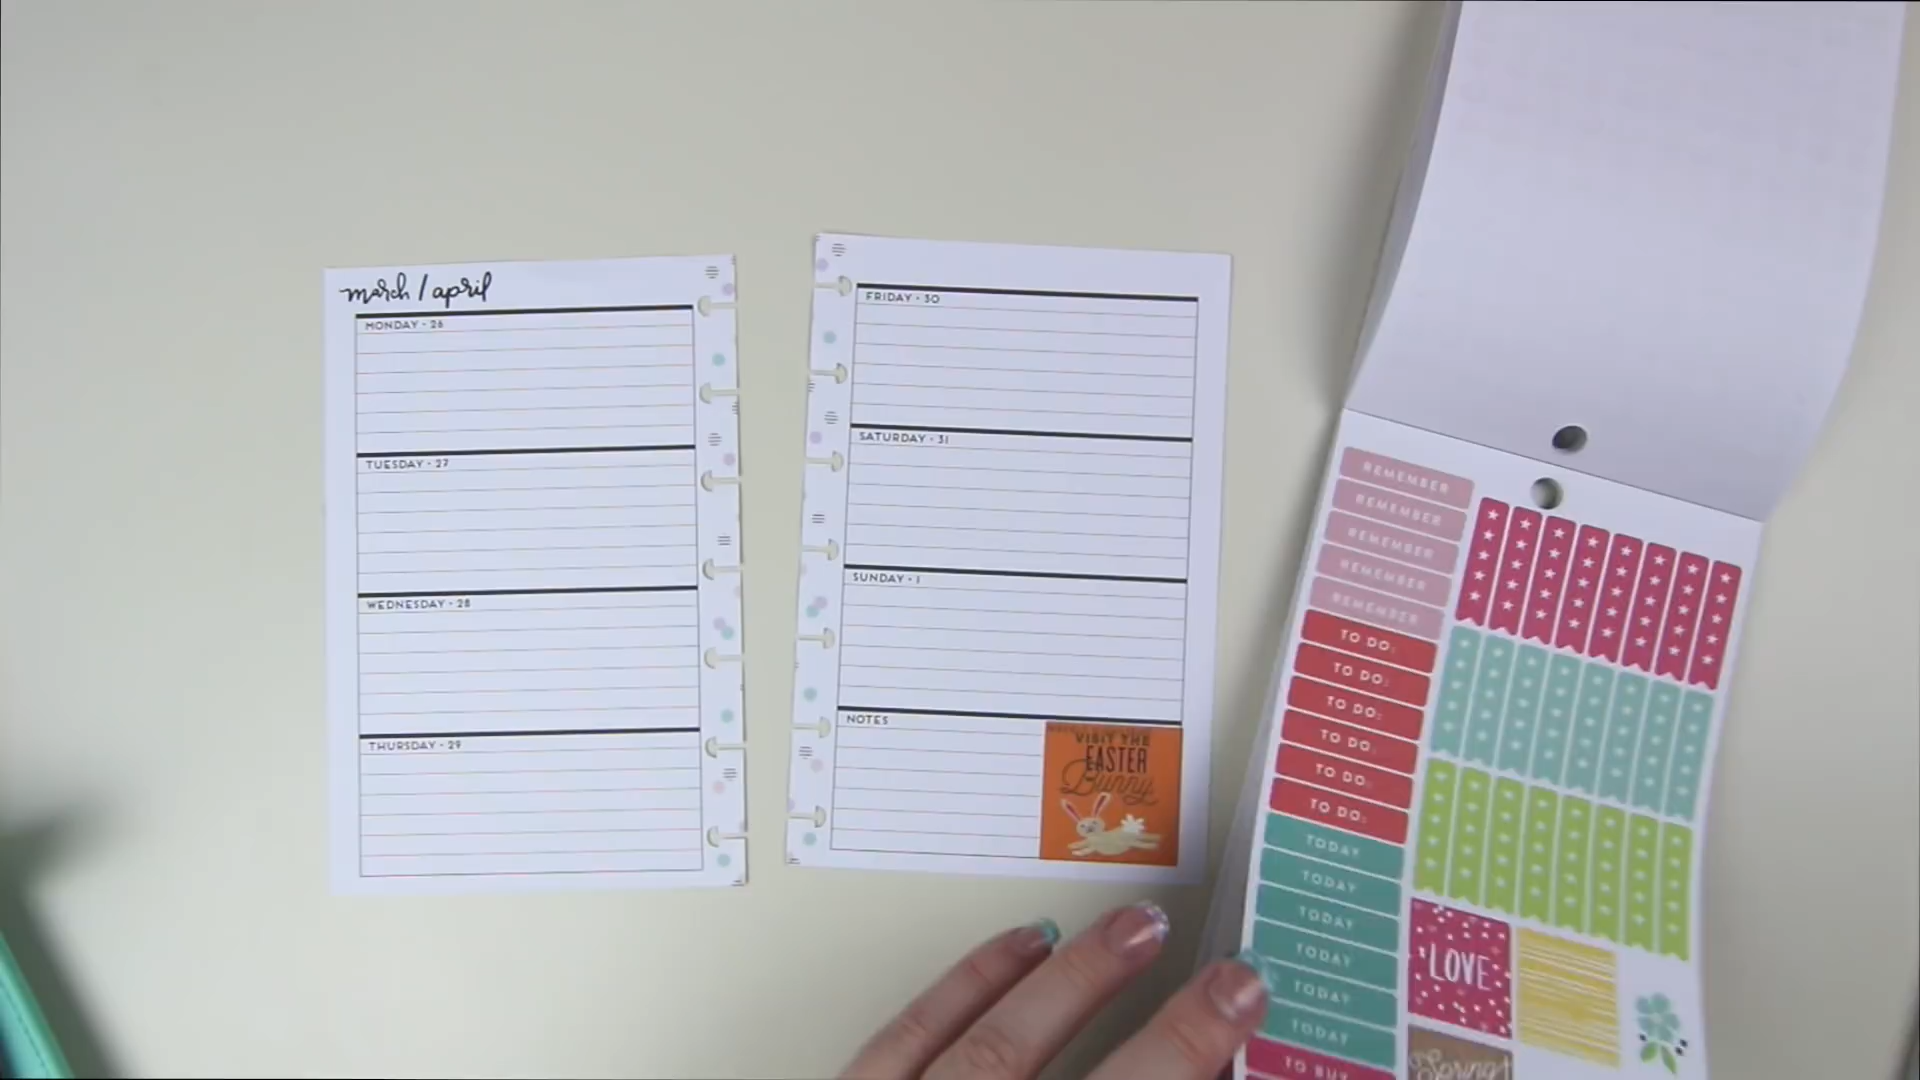 march / april
MONDAY · 26
TUESDAY · 27
WEDNESDAY · 28
THURSDAY · 29
FRIDAY · 30
SATURDAY · 31
SUNDAY · 1
NOTES
VISIT THE
EASTER
Bunny
REMEMBER
REMEMBER
REMEMBER
REMEMBER
REMEMBER
TO DO:
TO DO:
TO DO:
TO DO:
TO DO:
TO DO:
TODAY
TODAY
TODAY
TODAY
TODAY
TODAY
TO BUY
LOVE
Spring